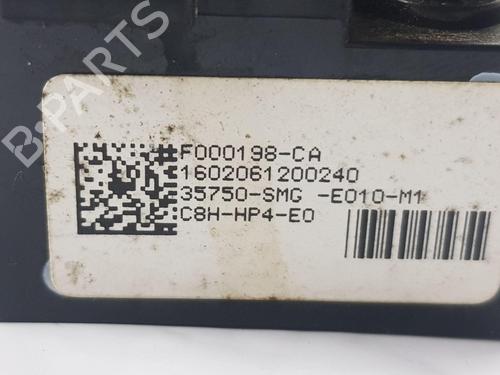 B-PARTS
F000198-CA
1602061200240
35750-SMG -E010-M1
C8H-HP4-E0